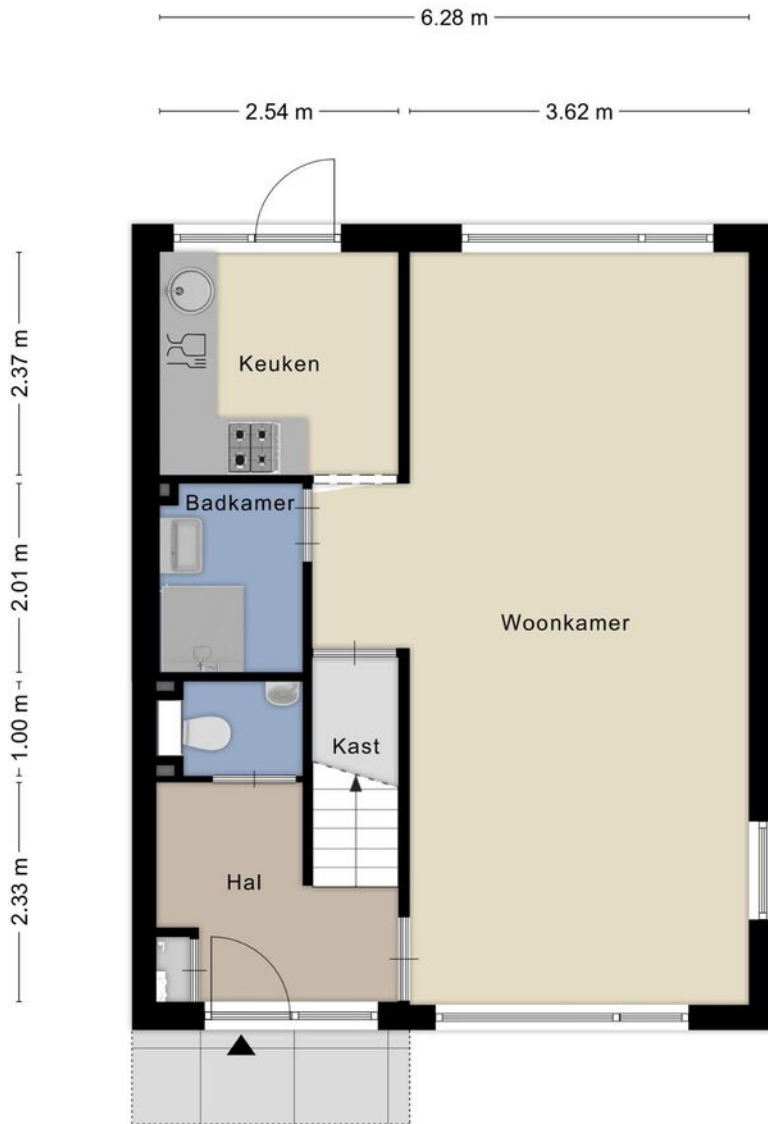 6.28 m
2.54 m
3.62 m
2.37 m
Keuken
Badkamer
2.01 m
Woonkamer
1.00 m
Kast
2.33 m
Hal